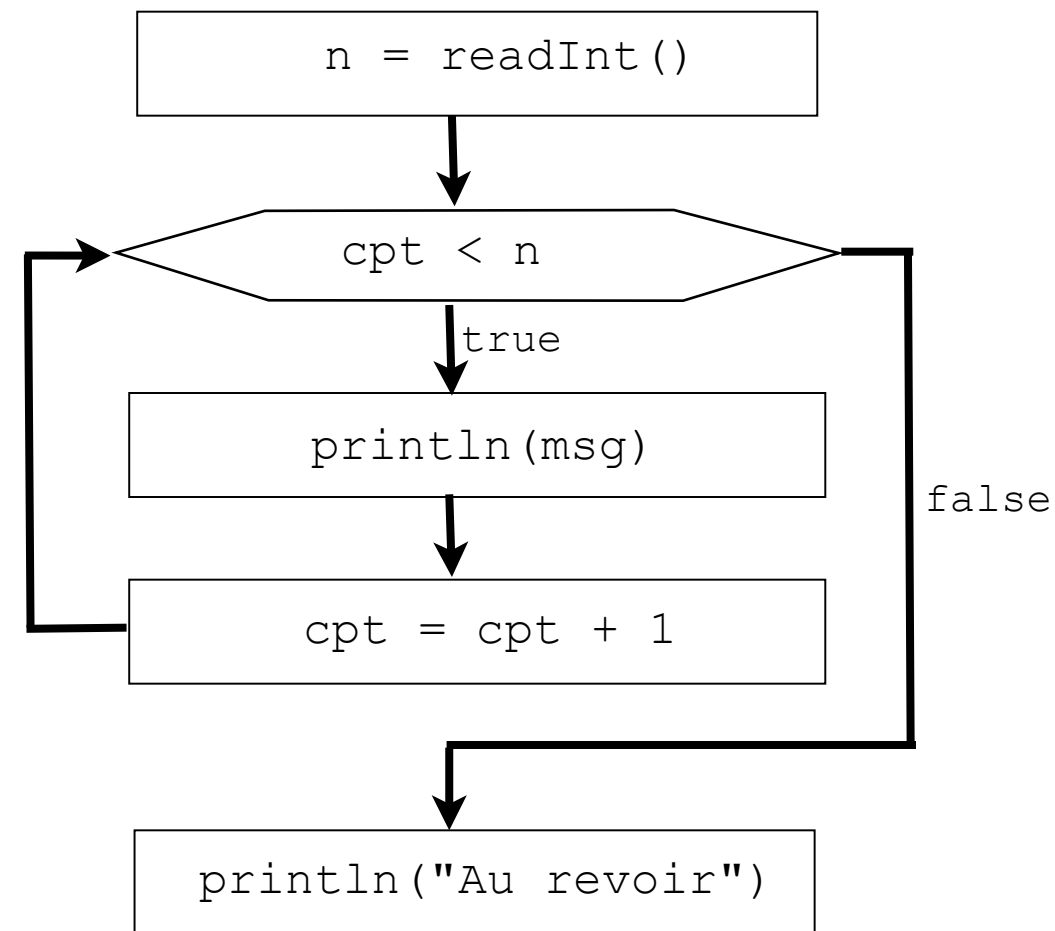 n = readInt()
cpt < n
true
println(msg)
false
cpt = cpt + 1
println("Au revoir")